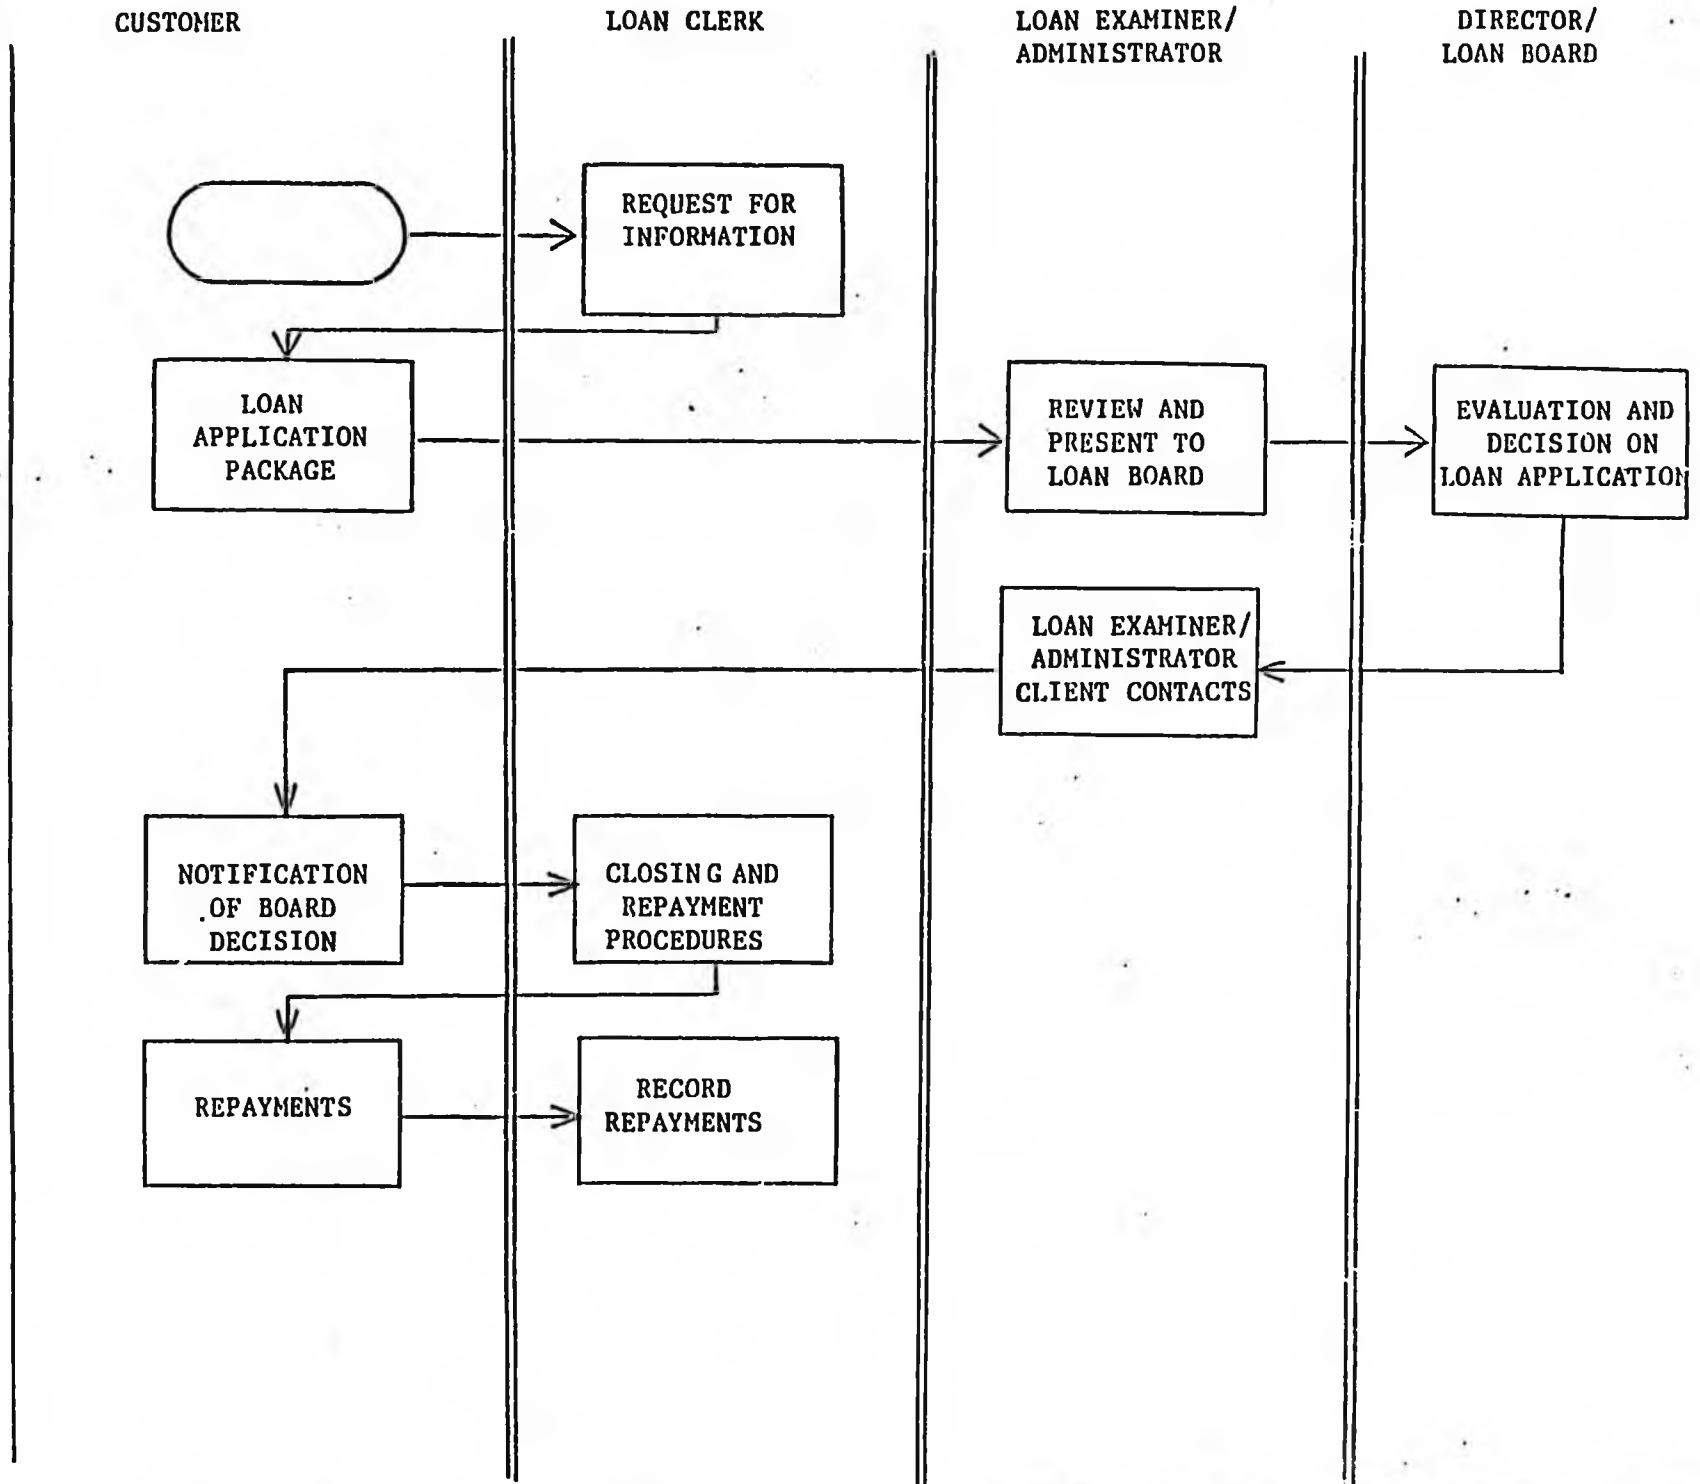 CUSTOMER
LOAN CLERK
LOAN EXAMINER/
ADMINISTRATOR
DIRECTOR/
LOAN BOARD
REQUEST FOR
INFORMATION
LOAN
APPLICATION
PACKAGE
REVIEW AND
PRESENT TO
LOAN BOARD
EVALUATION AND
DECISION ON
LOAN APPLICATION
LOAN EXAMINER/
ADMINISTRATOR
CLIENT CONTACTS
NOTIFICATION
OF BOARD
DECISION
CLOSING AND
REPAYMENT
PROCEDURES
REPAYMENTS
RECORD
REPAYMENTS